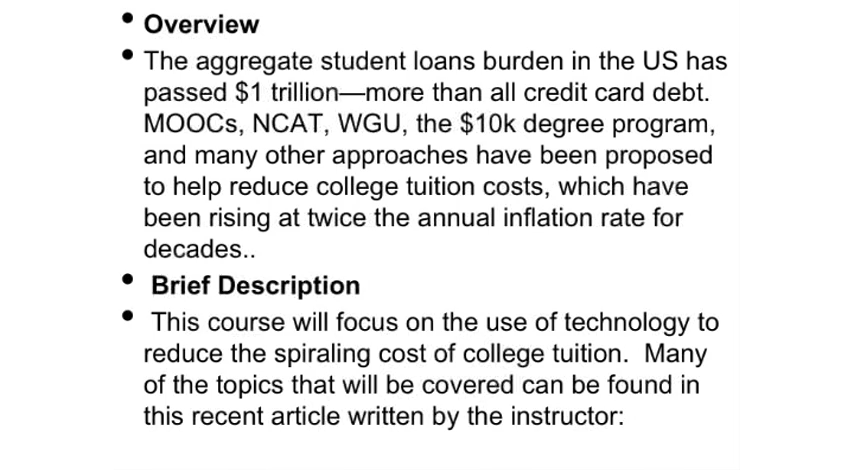 • Overview
• The aggregate student loans burden in the US has
passed $1 trillion—more than all credit card debt.
MOOCs, NCAT, WGU, the $10k degree program,
and many other approaches have been proposed
to help reduce college tuition costs, which have
been rising at twice the annual inflation rate for
decades..
• Brief Description
• This course will focus on the use of technology to
reduce the spiraling cost of college tuition.  Many
of the topics that will be covered can be found in
this recent article written by the instructor: